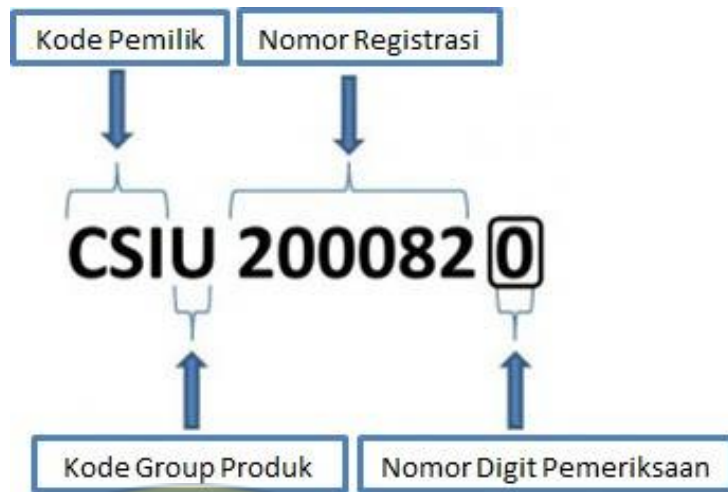 Kode Pemilik Nomor Registrasi
CSIU 200082 0
Kode Group Produk Nomor Digit Pemeriksaan